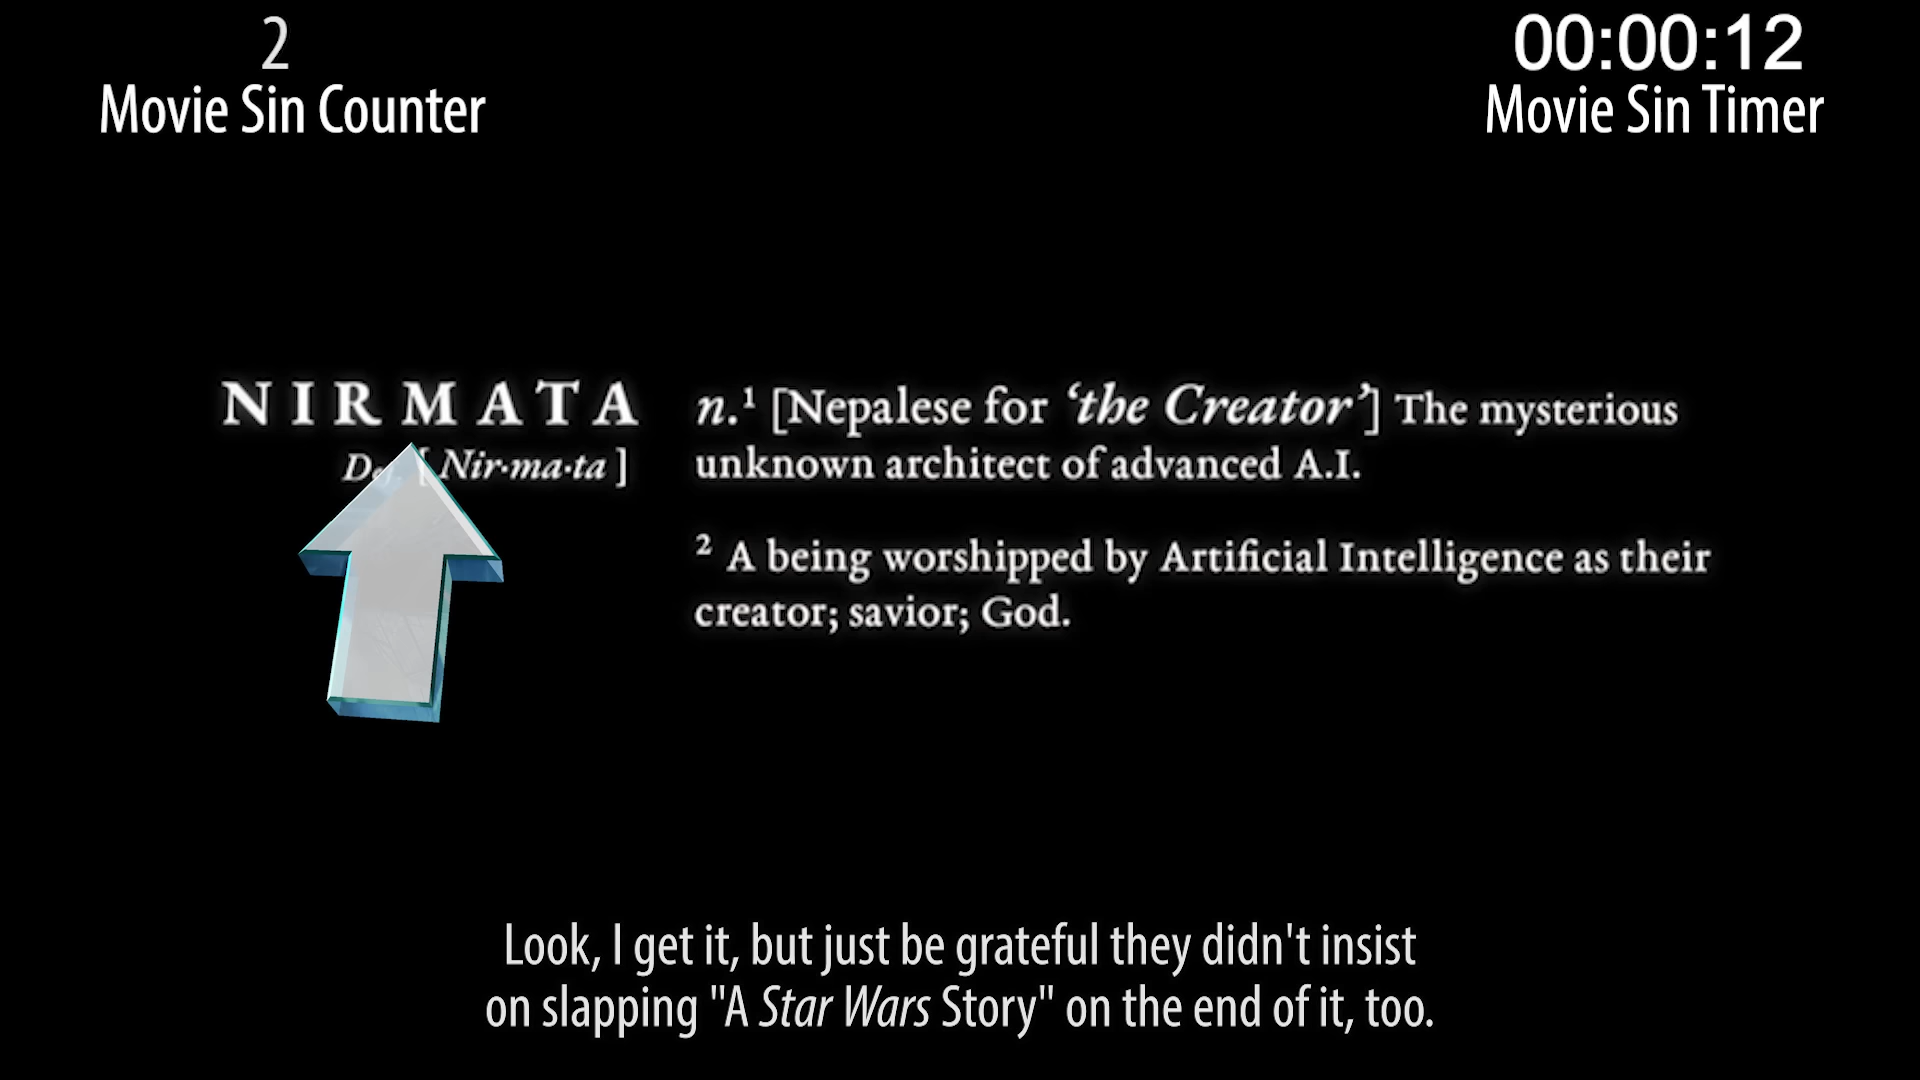 2
Movie Sin Counter
00:00:12
Movie Sin Timer
NIRMATA
[ Nir·ma·ta ]
n.¹ [Nepalese for ‘the Creator’] The mysterious
unknown architect of advanced A.I.
² A being worshipped by Artificial Intelligence as their
creator; savior; God.
Look, I get it, but just be grateful they didn't insist
on slapping "A Star Wars Story" on the end of it, too.